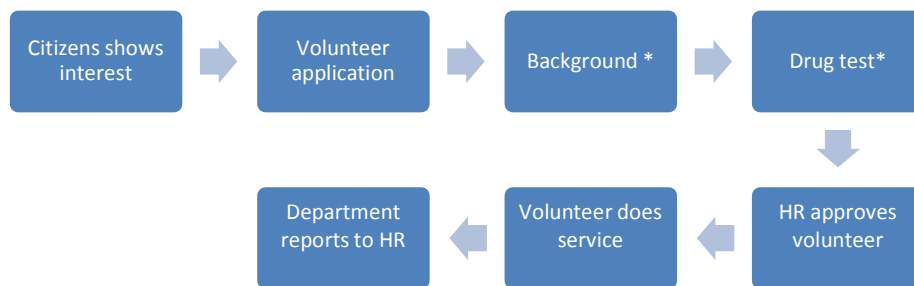 Citizens shows
interest
Volunteer
application
Background *
Drug test*
HR approves
volunteer
Volunteer does
service
Department
reports to HR